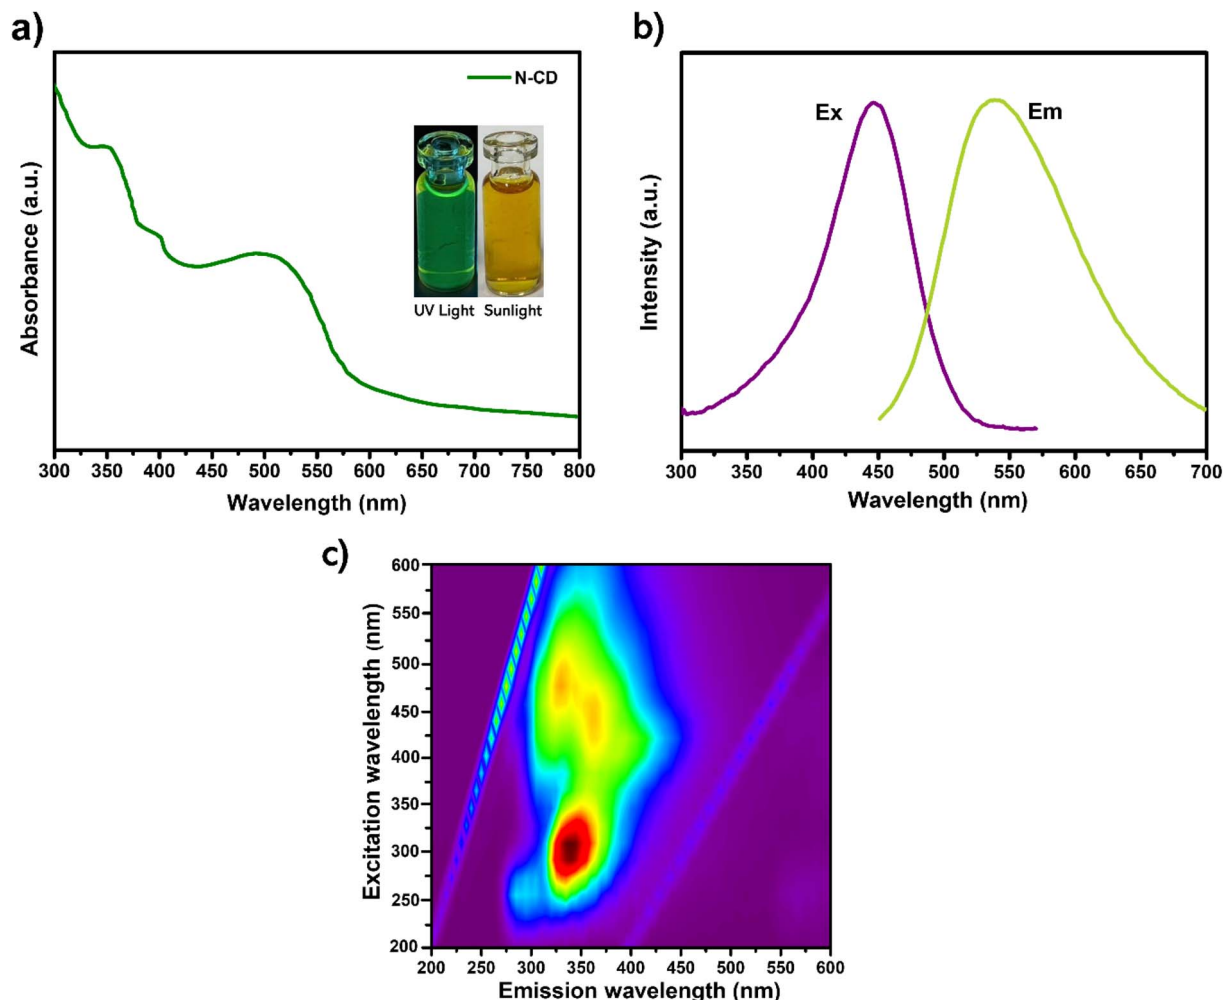 a)
N-CD
UV Light Sunlight
Absorbance (a.u.)
300 350 400 450 500 550 600 650 700 750 800
Wavelength (nm)
b)
Ex
Em
Intensity (a.u.)
300 350 400 450 500 550 600 650 700
Wavelength (nm)
c)
600
550
500
450
400
350
300
250
200
Excitation wavelength (nm)
200 250 300 350 400 450 500 550 600
Emission wavelength (nm)